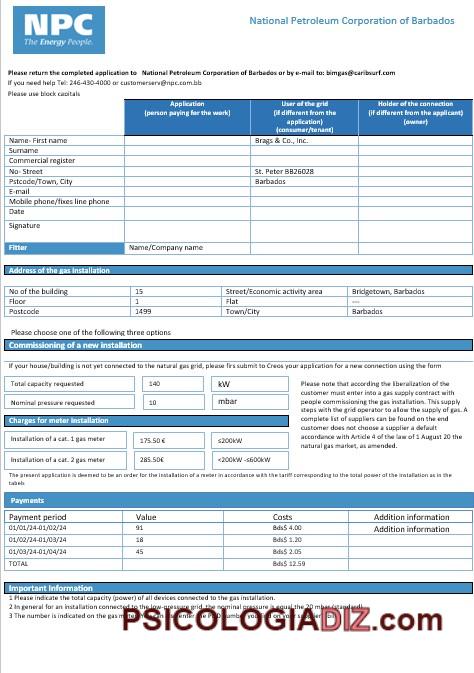 NPC
The Energy People.
National Petroleum Corporation of Barbados
Please return the completed application to National Petroleum Corporation of Barbados or by e-mail to: bimgas@caribsurf.com
If you need help Tel: 246-430-4000 or customerserv@npc.com.bb
Please use block capitals
Application (person paying for the work) User of the grid (if different from the application) (consumer/tenant) Holder of the connection (if different from the applicant) (owner)
Name- First name Brags & Co., Inc.
Surname
Commercial register
No- Street St. Peter BB26028
Pstcode/Town, City Barbados
E-mail
Mobile phone/fixes line phone
Date
Signature
Fitter Name/Company name
Address of the gas installation
No of the building 15 Street/Economic activity area Bridgetown, Barbados
Floor 1 Flat ---
Postcode 1499 Town/City Barbados
Please choose one of the following three options
Commissioning of a new installation
If your house/building is not yet connected to the natural gas grid, please firs submit to Creos your application for a new connection using the form
Total capacity requested 140 kW
Nominal pressure requested 10 mbar
Please note that according the liberalization of the
customer must enter into a gas supply contract with
people commissioning the gas installation. This supply
steps with the grid operator to allow the supply of gas. A
complete list of suppliers can be found on the end
customer does not choose a supplier a default
accordance with Article 4 of the law of 1 August 20 the
natural gas market, as amended.
Charges for meter installation
Installation of a cat. 1 gas meter 175.50 € ≤200kW
Installation of a cat. 2 gas meter 285.50€ <200kW -≤600kW
The present application is deemed to be an order for the installation of a meter in accordance with the tariff corresponding to the total power of the installation as in the
tabels
Payments
Payment period Value Costs Addition information
01/01/24-01/02/24 91 Bds$ 4.00 Addition information
01/02/24-01/03/24 18 Bds$ 1.20
01/03/24-01/04/24 45 Bds$ 2.05
TOTAL Bds$ 12.59
Important Information
1 Please indicate the total capacity (power) of all devices connected to the gas installation.
2 In general for an installation connected to the low-pressure grid, the nominal pressure is equal the 20 mbar (standard)
3 The number is indicated on the gas
PSICOLOGIADIZ.com